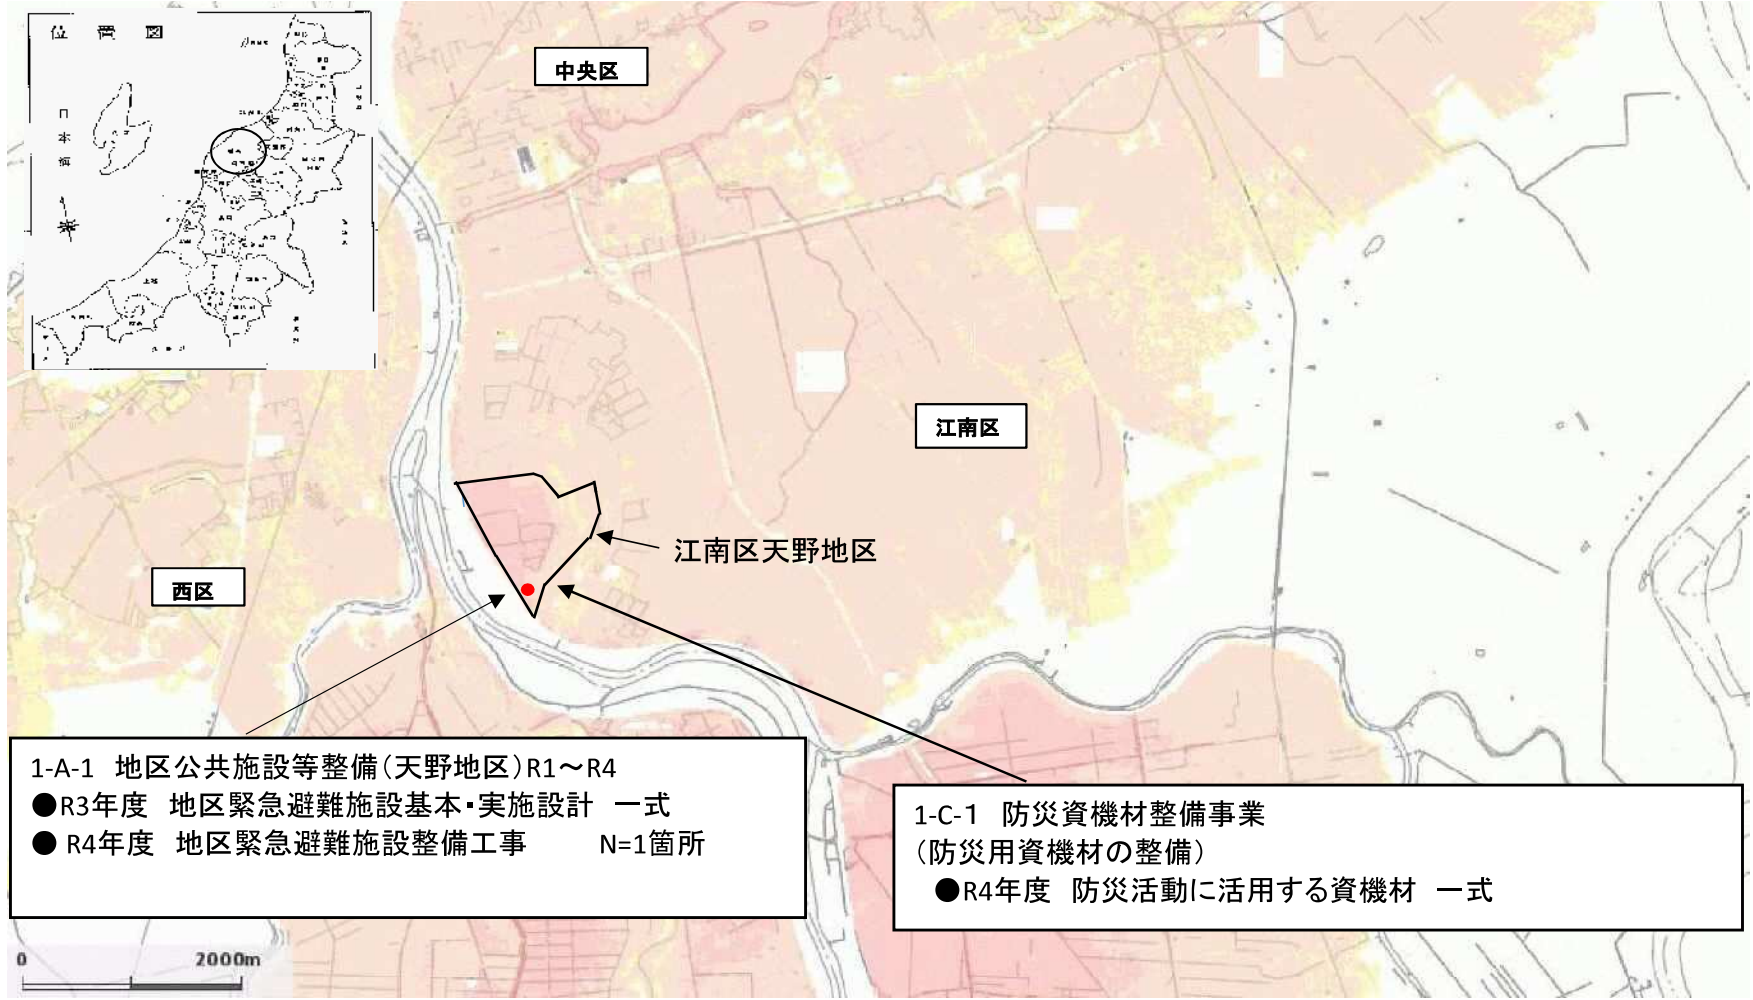 位置図
日本海
中央区
江南区
江南区天野地区
西区
1-A-1 地区公共施設等整備(天野地区)R1～R4
●R3年度 地区緊急避難施設基本・実施設計 一式
● R4年度 地区緊急避難施設整備工事 N=1箇所
1-C-1 防災資機材整備事業
(防災用資機材の整備)
●R4年度 防災活動に活用する資機材 一式
0 2000m